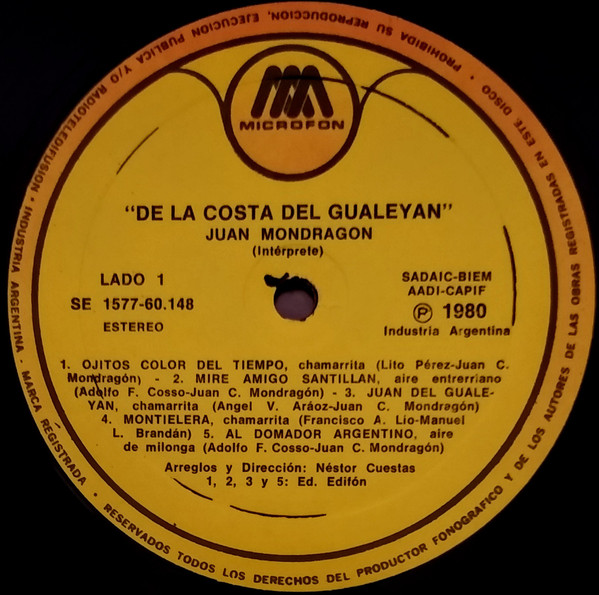 MICROFON
"DE LA COSTA DEL GUALEYAN"
JUAN MONDRAGON
(Intérprete)
LADO 1
SE 1577-60.148
ESTEREO
SADAIC-BIEM
AADI-CAPIF
Ⓟ 1980
Industria Argentina
1. OJITOS COLOR DEL TIEMPO, chamarrita (Lito Pérez-Juan C.
Mondragón) - 2. MIRE AMIGO SANTILLAN, aire entrerriano
(Adolfo F. Cosso-Juan C. Mondragón) - 3. JUAN DEL GUALE-
YAN, chamarrita (Angel V. Aráoz-Juan C. Mondragón)
4. MONTIELERA, chamarrita (Francisco A. Lio-Manuel
L. Brandán) 5. AL DOMADOR ARGENTINO, aire
de milonga (Adolfo F. Cosso-Juan C. Mondragón)
Arreglos y Dirección: Néstor Cuestas
1, 2, 3 y 5: Ed. Edifón
INDUSTRIA ARGENTINA · MARCA REGISTRADA · RESERVADOS TODOS LOS DERECHOS DEL PRODUCTOR FONOGRAFICO Y DE LOS AUTORES DE LAS OBRAS REGISTRADAS EN ESTE DISCO · PROHIBIDA SU REPRODUCCION, EJECUCION PUBLICA Y/O RADIOTELEDIFUSION ·